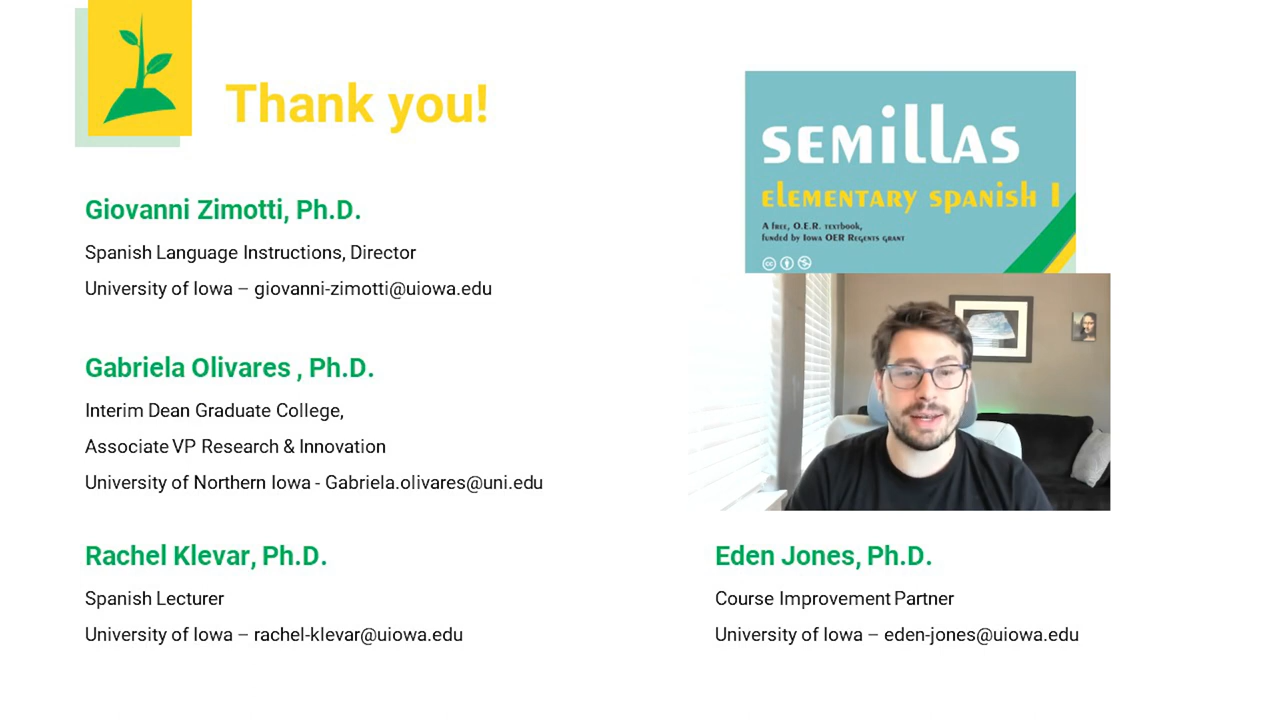 Thank you!
Giovanni Zimotti, Ph.D.
Spanish Language Instructions, Director
University of Iowa – giovanni-zimotti@uiowa.edu
Gabriela Olivares , Ph.D.
Interim Dean Graduate College,
Associate VP Research & Innovation
University of Northern Iowa - Gabriela.olivares@uni.edu
Rachel Klevar, Ph.D.
Spanish Lecturer
University of Iowa – rachel-klevar@uiowa.edu
SEMillAS
elementary spanish I
A free, O.E.R. textbook,
funded by Iowa OER Regents grant
Eden Jones, Ph.D.
Course Improvement Partner
University of Iowa – eden-jones@uiowa.edu